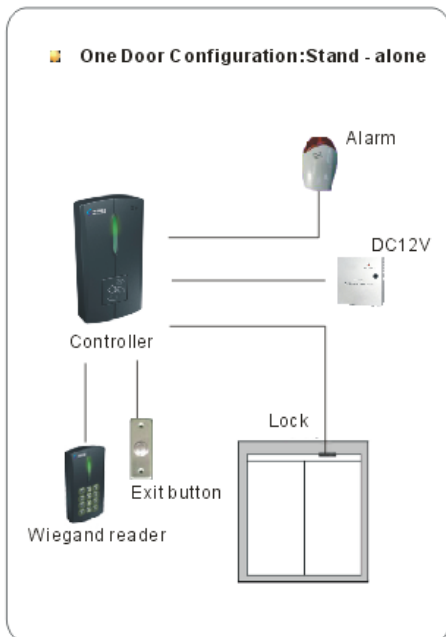 One Door Configuration:Stand - alone
Alarm
DC12V
Controller
Lock
Exit button
Wiegand reader